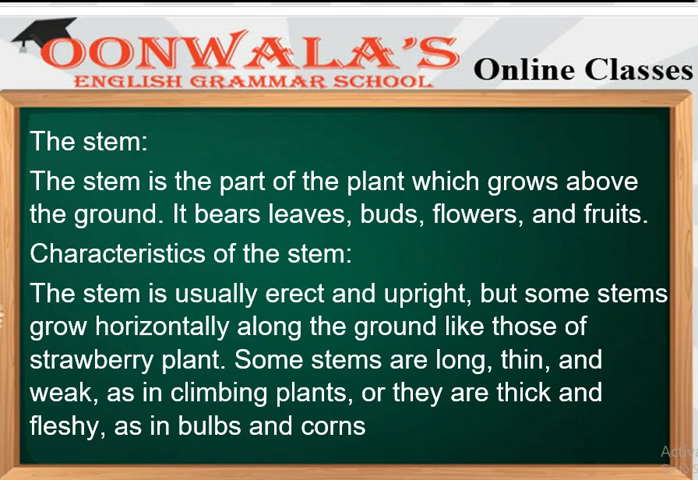 OONWALA'S
ENGLISH GRAMMAR SCHOOL
Online Classes
The stem:
The stem is the part of the plant which grows above
the ground. It bears leaves, buds, flowers, and fruits.
Characteristics of the stem:
The stem is usually erect and upright, but some stems
grow horizontally along the ground like those of
strawberry plant. Some stems are long, thin, and
weak, as in climbing plants, or they are thick and
fleshy, as in bulbs and corns